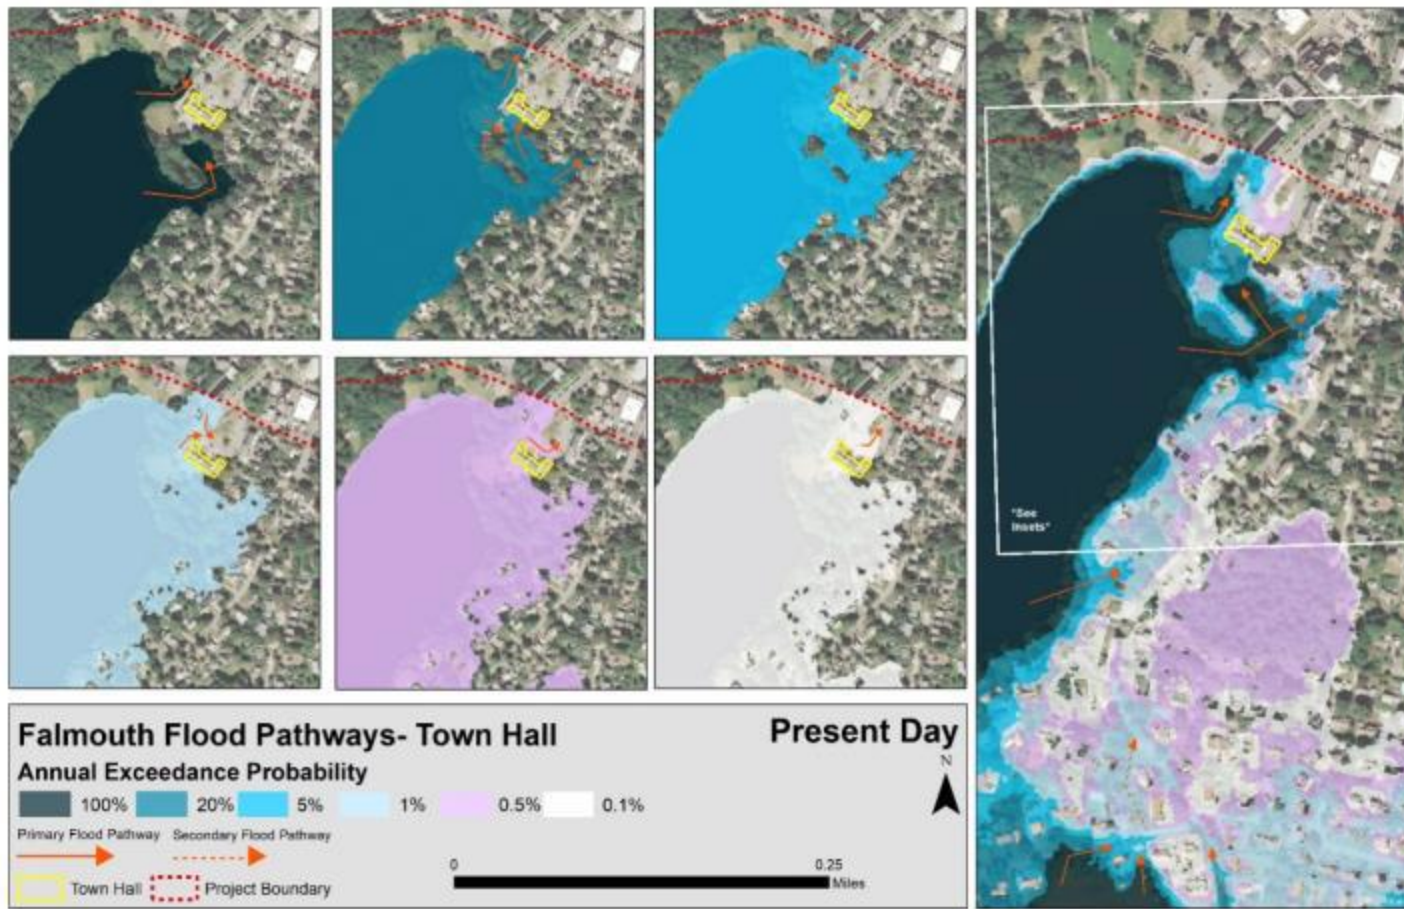 "See
Insets"
Falmouth Flood Pathways- Town Hall
Present Day
Annual Exceedance Probability
N
100% 20% 5% 1% 0.5% 0.1%
Primary Flood Pathway Secondary Flood Pathway
0 0.25
Miles
Town Hall Project Boundary